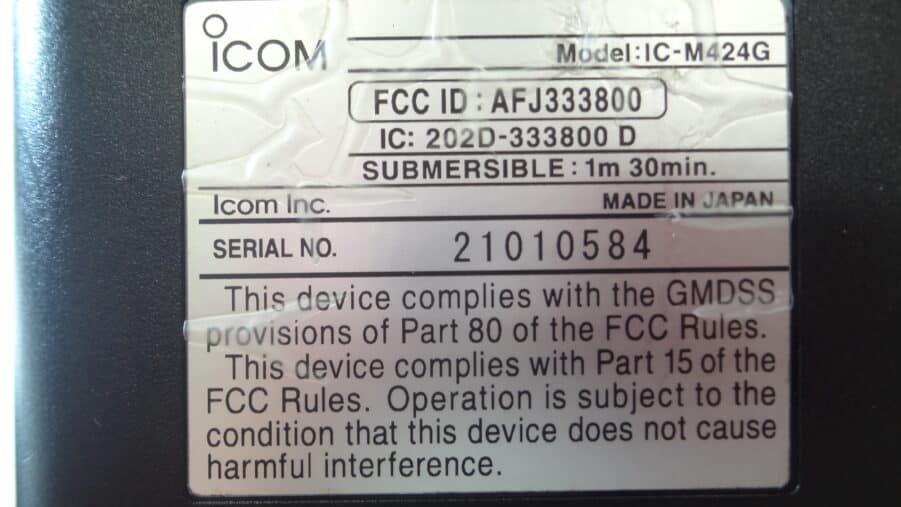 ICOM
Model:IC-M424G
FCC ID : AFJ333800
IC: 202D-333800 D
SUBMERSIBLE : 1m 30min.
Icom Inc. MADE IN JAPAN
SERIAL NO. 21010584
This device complies with the GMDSS
provisions of Part 80 of the FCC Rules.
This device complies with Part 15 of the
FCC Rules. Operation is subject to the
condition that this device does not cause
harmful interference.